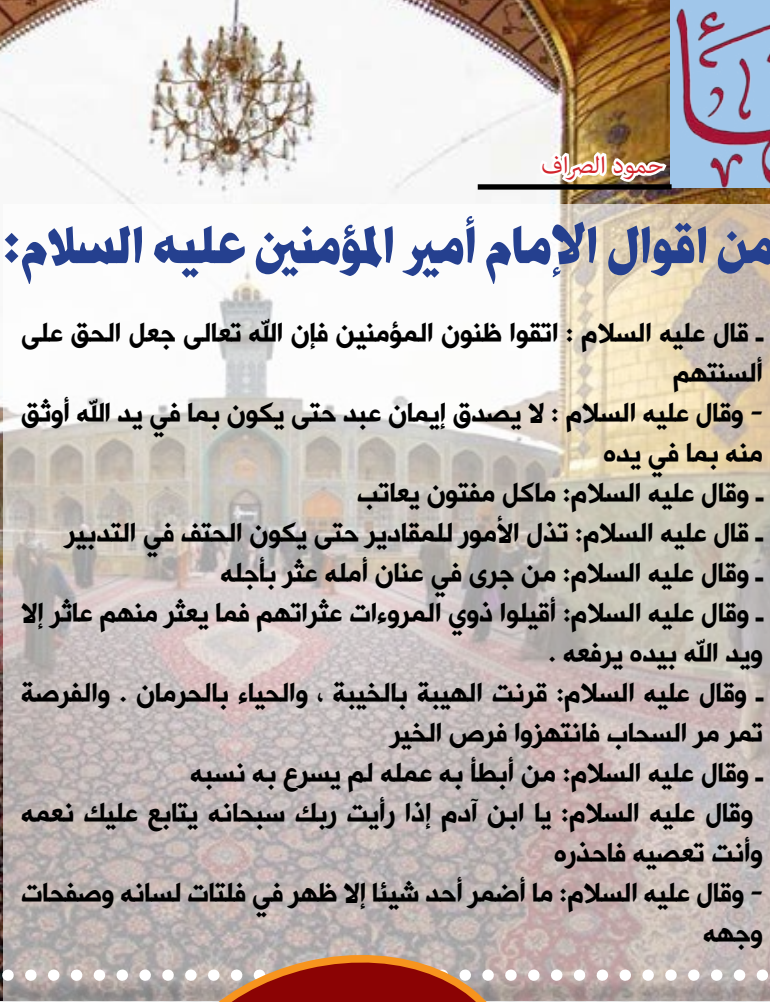 حمود الصراف
من اقوال الإمام أمير المؤمنين عليه السلام:
ـ قال عليه السلام : اتقوا ظنون المؤمنين فإن الله تعالى جعل الحق على
ألسنتهم
- وقال عليه السلام : لا يصدق إيمان عبد حتى يكون بما في يد الله أوثق
منه بما في يده
ـ وقال عليه السلام: ماكل مفتون يعاتب
ـ قال عليه السلام: تذل الأمور للمقادير حتى يكون الحتف في التدبير
ـ وقال عليه السلام: من جرى في عنان أمله عثر بأجله
ـ وقال عليه السلام: أقيلوا ذوي المروءات عثراتهم فما يعثر منهم عاثر إلا
ويد الله بيده يرفعه .
ـ وقال عليه السلام: قرنت الهيبة بالخيبة ، والحياء بالحرمان . والفرصة
تمر مر السحاب فانتهزوا فرص الخير
ـ وقال عليه السلام: من أبطأ به عمله لم يسرع به نسبه
وقال عليه السلام: يا ابن آدم إذا رأيت ربك سبحانه يتابع عليك نعمه
وأنت تعصيه فاحذره
- وقال عليه السلام: ما أضمر أحد شيئا إلا ظهر في فلتات لسانه وصفحات
وجهه